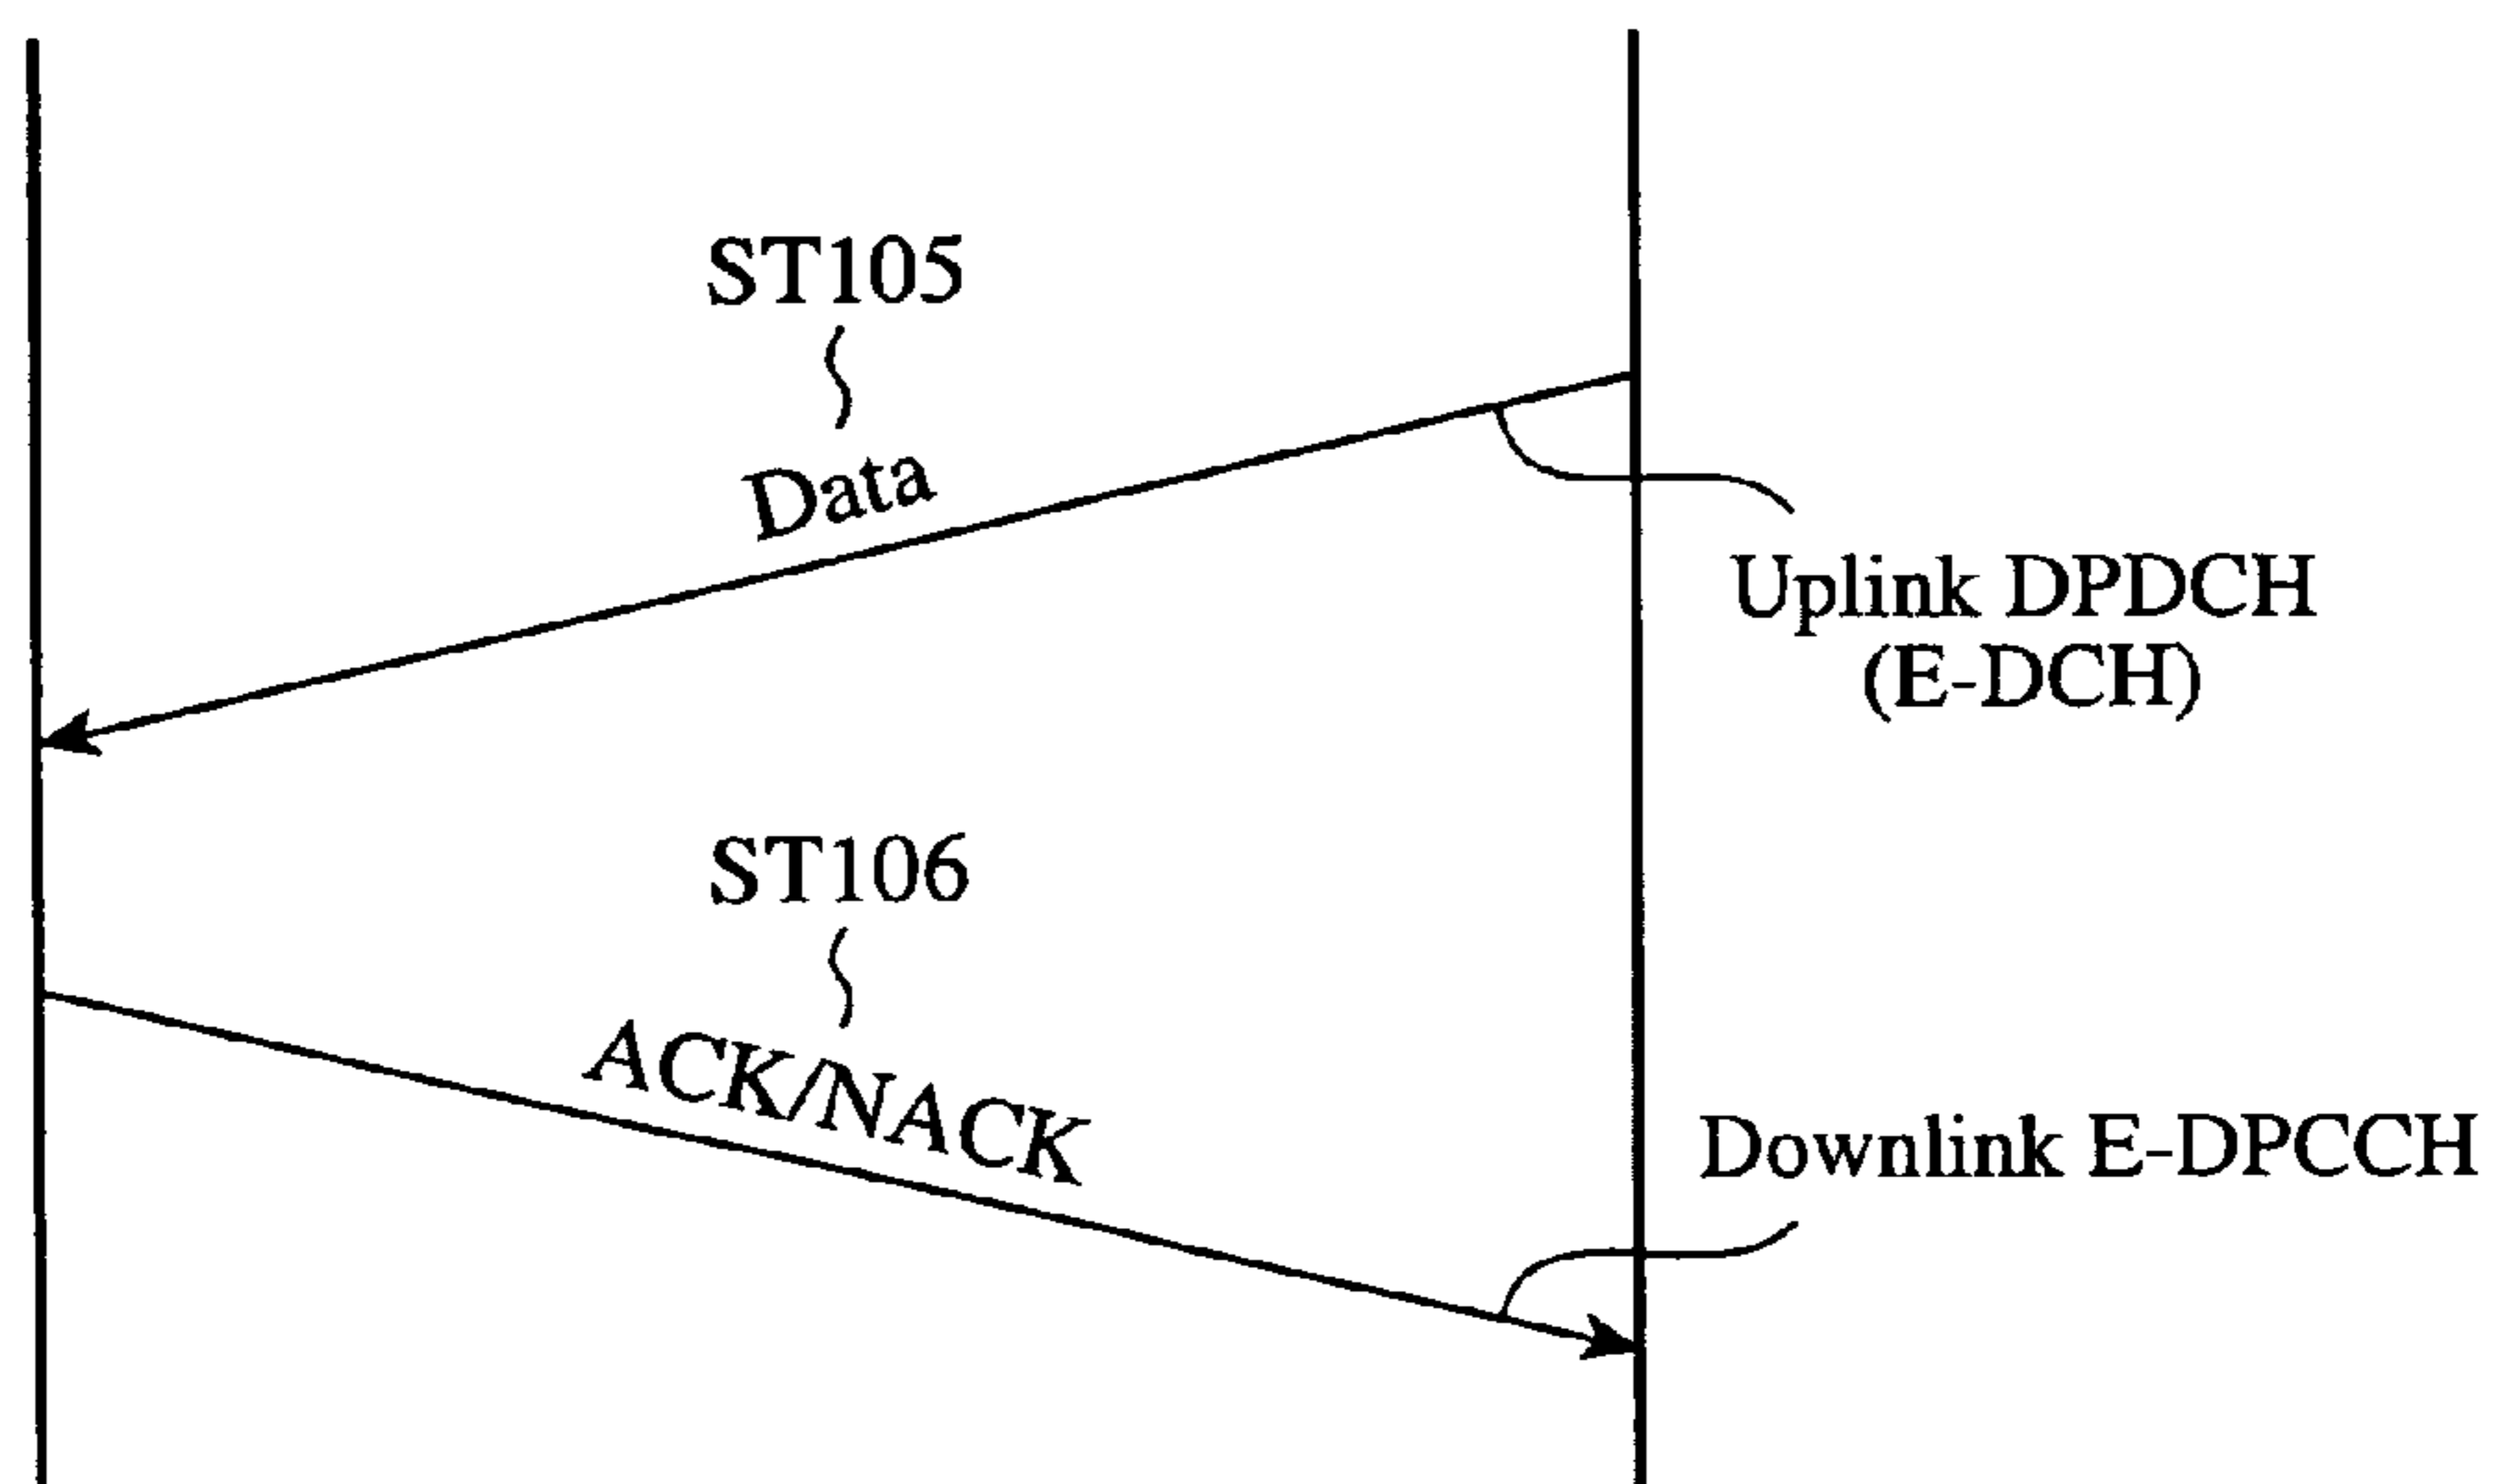 ST105
Data
Uplink DPDCH
(E-DCH)
ST106
ACK/NACK
Downlink E-DPCCH